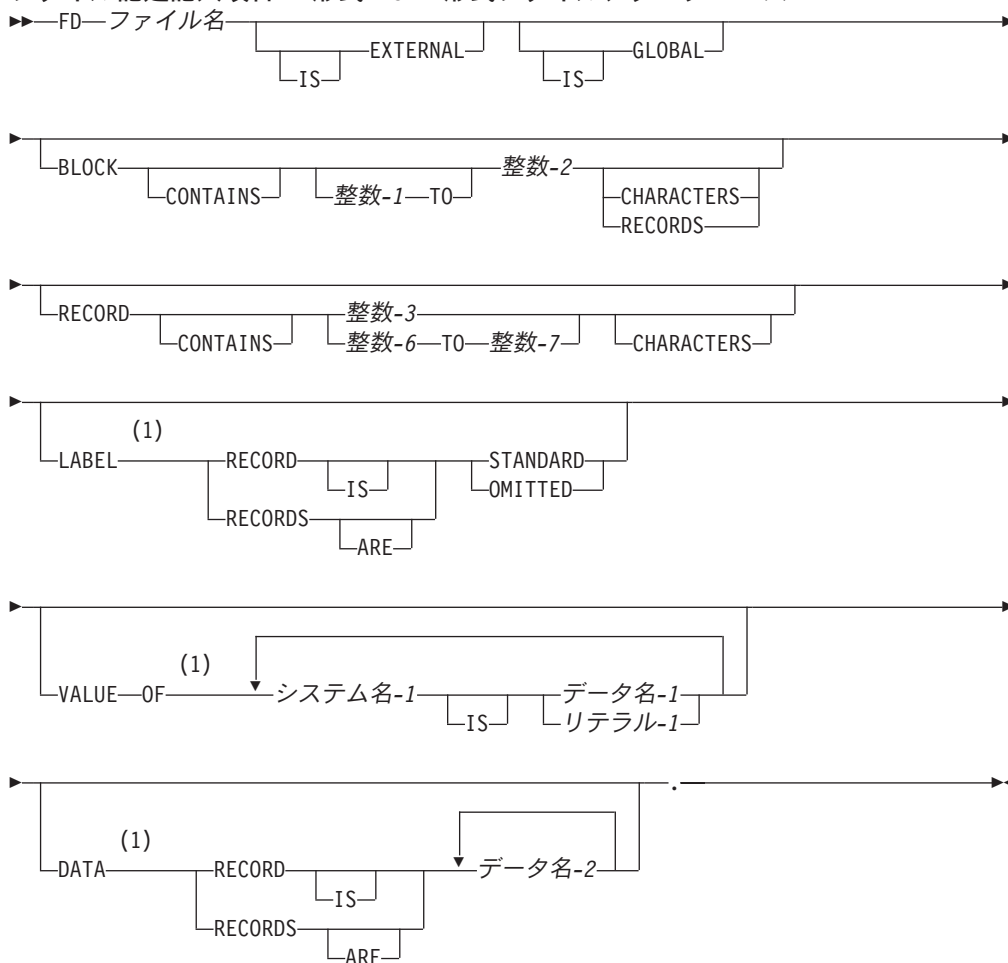 FD ファイル名
EXTERNAL GLOBAL
IS IS
BLOCK 整数-2
CONTAINS 整数-1 TO CHARACTERS
RECORDS
RECORD 整数-3
CONTAINS 整数-6 TO 整数-7 CHARACTERS
(1)
LABEL RECORD STANDARD
IS OMITTED
RECORDS
ARE
(1)
VALUE OF システム名-1 データ名-1
IS リテラル-1
.
(1)
DATA RECORD データ名-2
IS
RECORDS
ARE